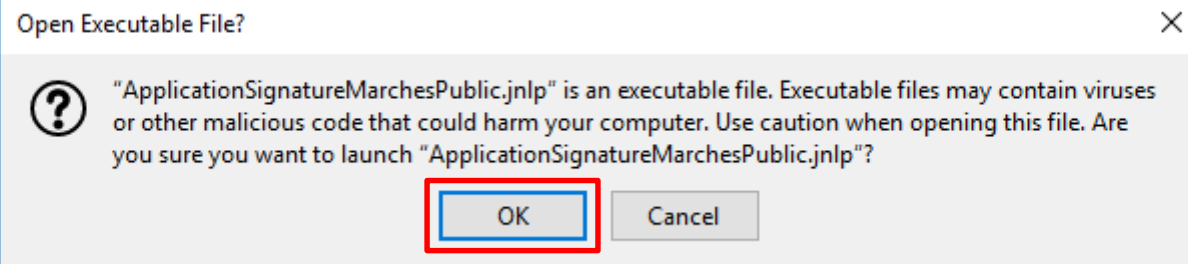 Open Executable File?
"ApplicationSignatureMarchesPublic.jnlp" is an executable file. Executable files may contain viruses
or other malicious code that could harm your computer. Use caution when opening this file. Are
you sure you want to launch "ApplicationSignatureMarchesPublic.jnlp"?
OK Cancel